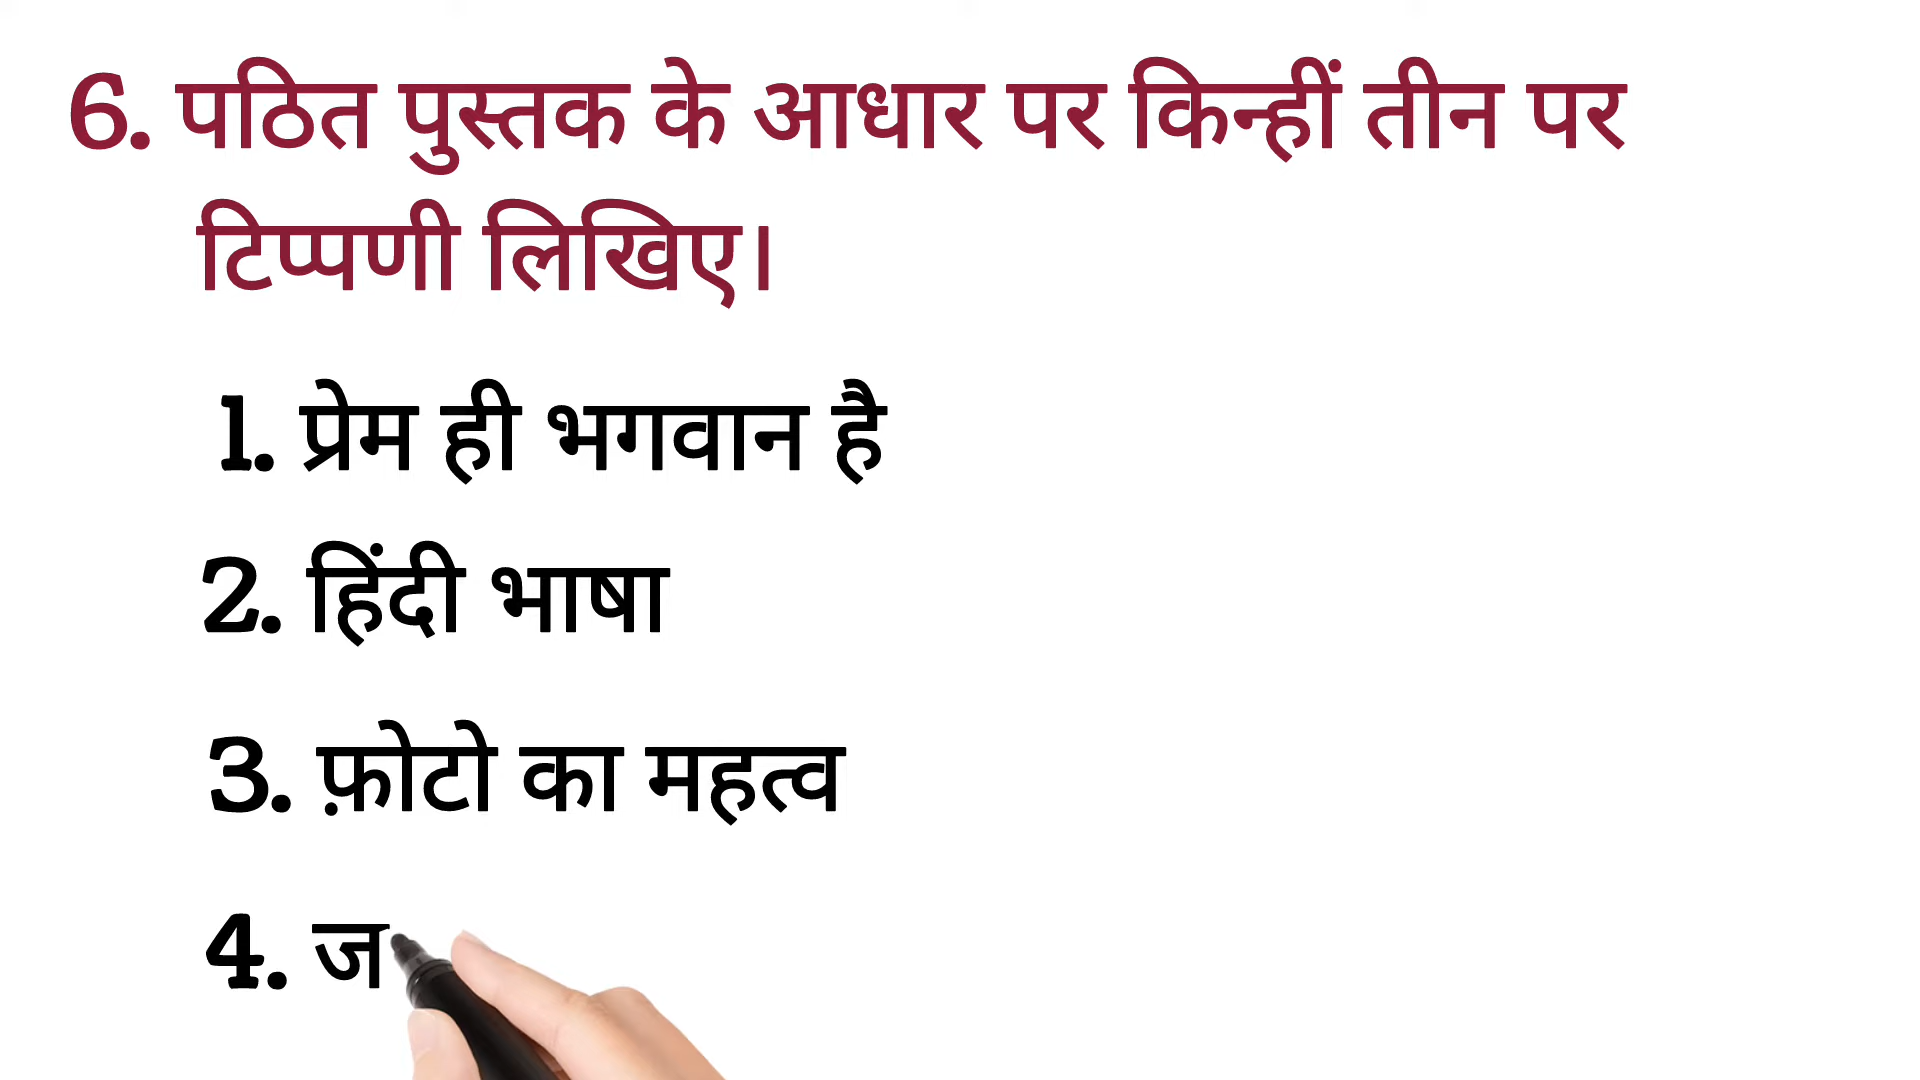 6. पठित पुस्तक के आधार पर किन्हीं तीन पर
टिप्पणी लिखिए।
1. प्रेम ही भगवान है
2. हिंदी भाषा
3. फ़ोटो का महत्व
4. ज